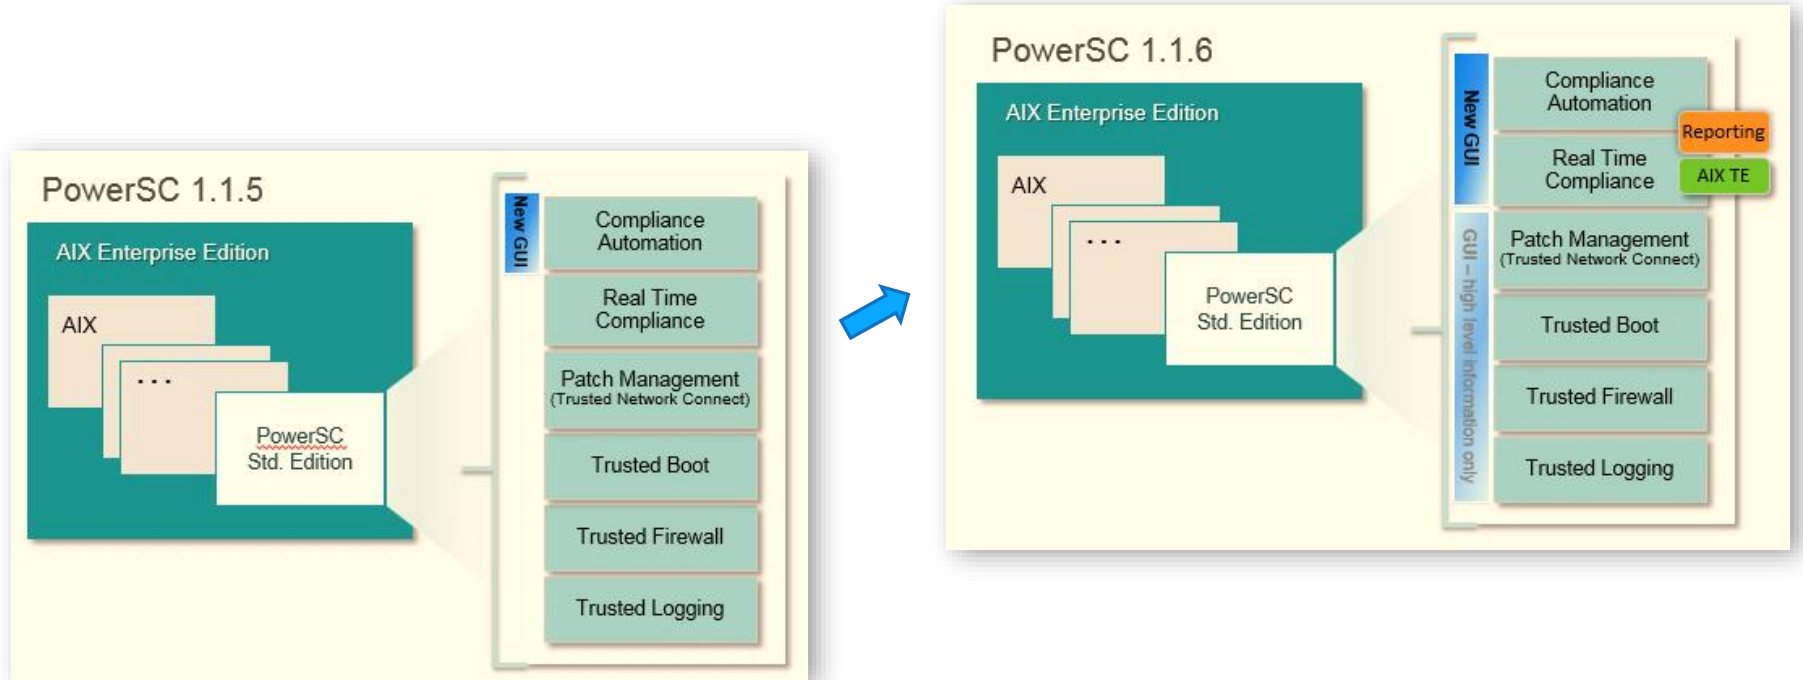 PowerSC 1.1.5
AIX Enterprise Edition
AIX
...
PowerSC
Std. Edition
New GUI
Compliance
Automation
Real Time
Compliance
Patch Management
(Trusted Network Connect)
Trusted Boot
Trusted Firewall
Trusted Logging
PowerSC 1.1.6
AIX Enterprise Edition
AIX
...
PowerSC
Std. Edition
New GUI
GUI – high level information only
Compliance
Automation
Reporting
Real Time
Compliance
AIX TE
Patch Management
(Trusted Network Connect)
Trusted Boot
Trusted Firewall
Trusted Logging